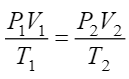 P₁V₁/T₁ = P₂V₂/T₂